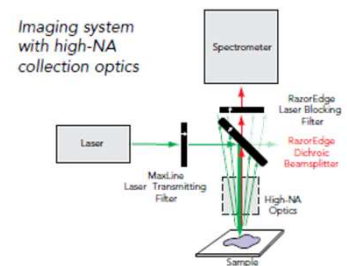 Imaging system
with high-NA
collection optics
Spectrometer
RazorEdge
Laser Blocking
Filter
Laser
RazorEdge
Dichroic
Beamsplitter
MaxLine
Laser Transmitting
Filter
High-NA
Optics
Sample